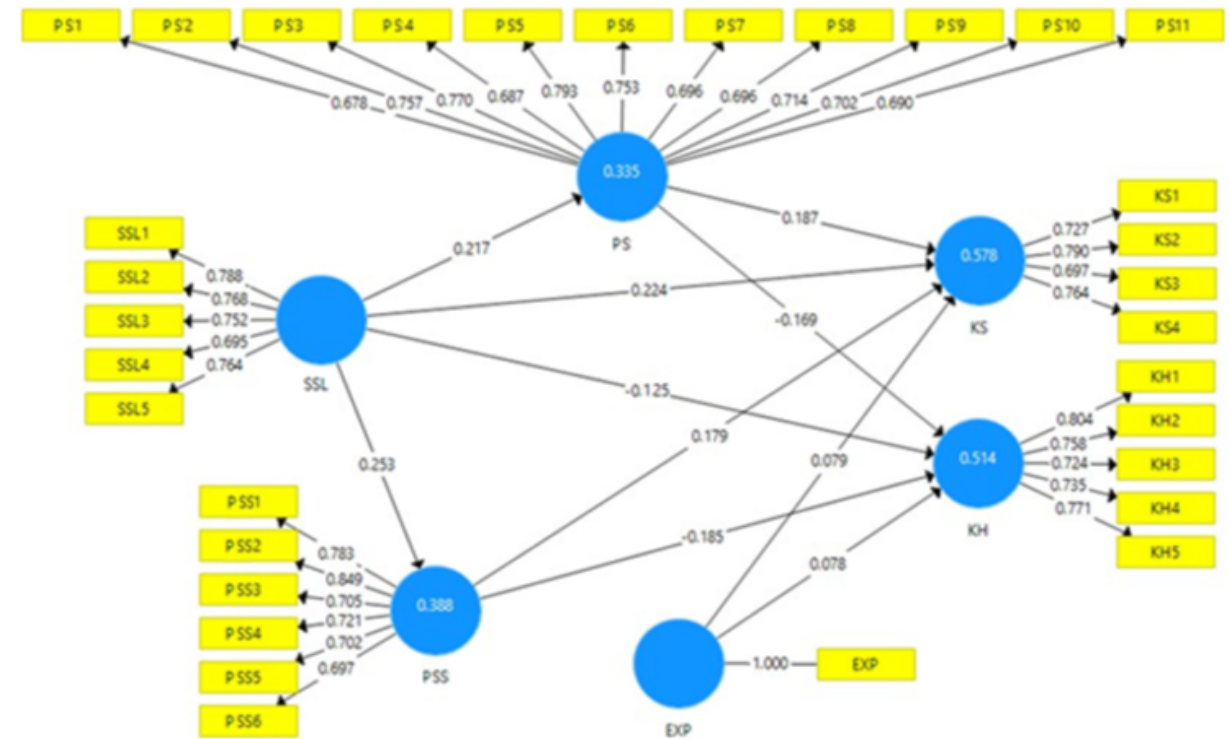 PS1 PS2 PS3 PS4 PS5 PS6 PS7 PS8 PS9 PS10 PS11
0.678 0.757 0.770 0.687 0.793 0.753 0.696 0.696 0.714 0.702 0.690
0.335
PS
SSL1
SSL2
SSL3
SSL4
SSL5
0.788
0.768
0.752
0.695
0.764
SSL
0.217
0.187
0.224
-0.169
-0.125
0.253
0.179
0.079
-0.185
0.078
0.578
KS
0.727
0.790
0.697
0.764
KS1
KS2
KS3
KS4
0.514
KH
0.804
0.758
0.724
0.735
0.771
KH1
KH2
KH3
KH4
KH5
PSS1
PSS2
PSS3
PSS4
PSS5
PSS6
0.783
0.849
0.705
0.721
0.702
0.697
0.388
PSS
1.000
EXP
EXP